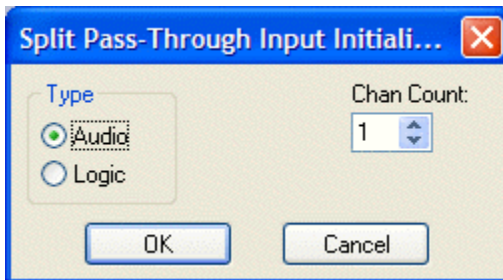 Split Pass-Through Input Initiali...
Type
Chan Count:
Audio
1
Logic
OK
Cancel